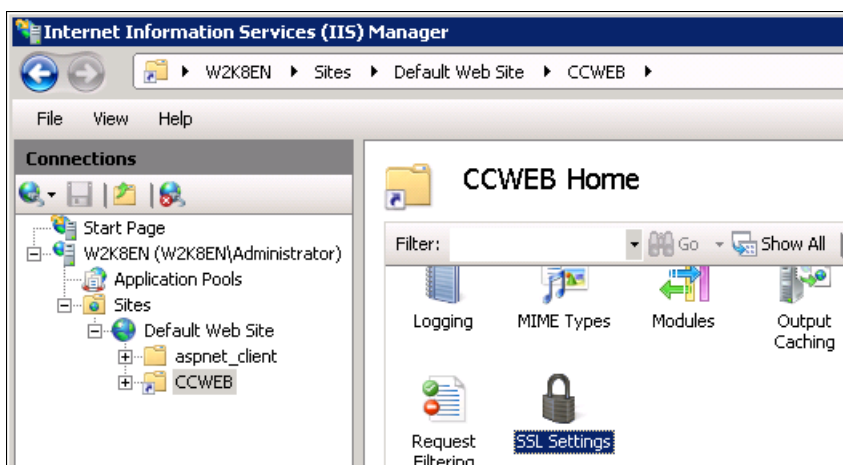 Internet Information Services (IIS) Manager
W2K8EN Sites Default Web Site CCWEB
File View Help
Connections
Start Page
W2K8EN (W2K8EN\Administrator)
Application Pools
Sites
Default Web Site
aspnet_client
CCWEB
CCWEB Home
Filter: Go Show All
Logging MIME Types Modules Output
Caching
Request SSL Settings
Filtering